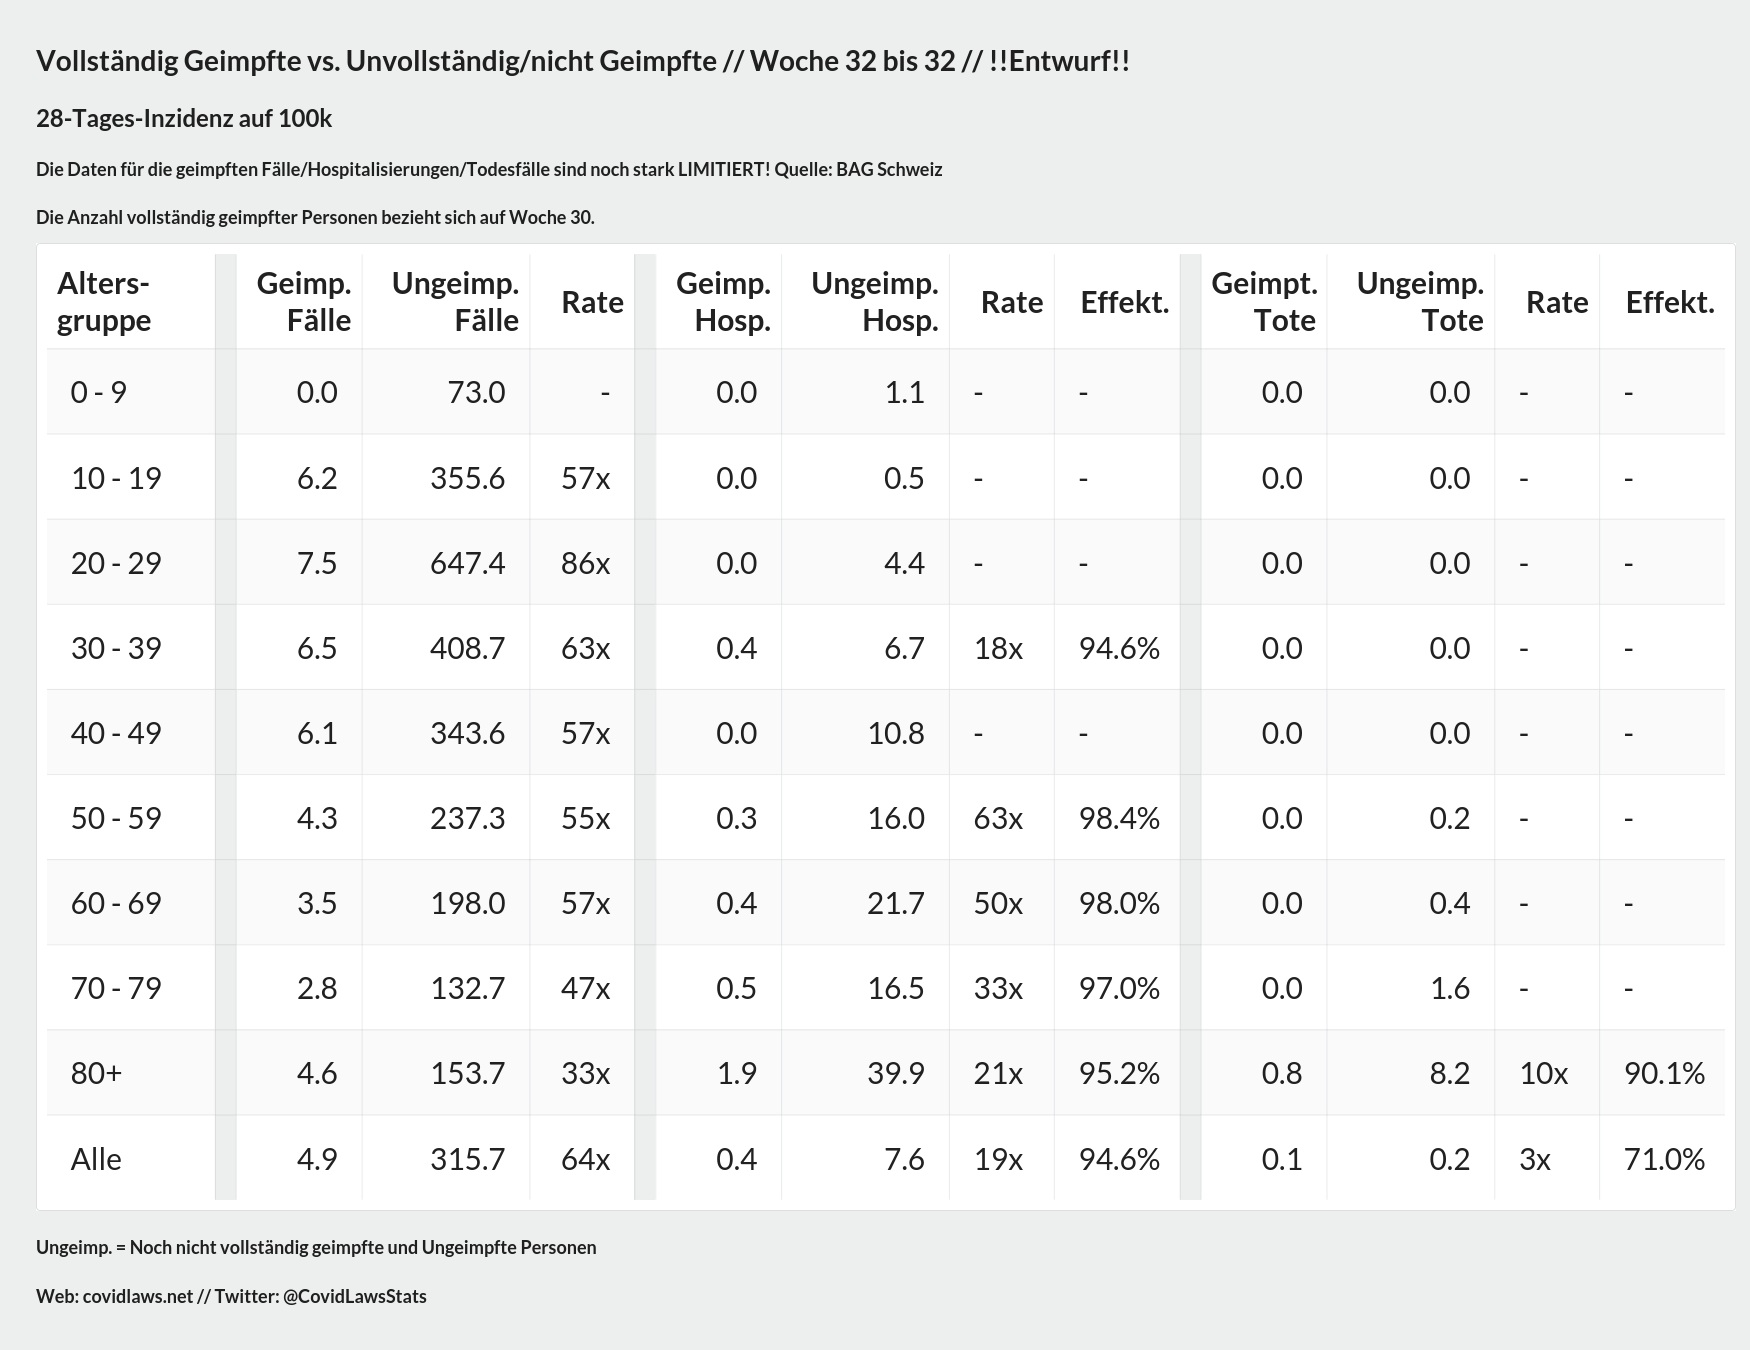 Vollständig Geimpfte vs. Unvollständig/nicht Geimpfte // Woche 32 bis 32 // !!Entwurf!!
28-Tages-Inzidenz auf 100k
Die Daten für die geimpften Fälle/Hospitalisierungen/Todesfälle sind noch stark LIMITIERT! Quelle: BAG Schweiz
Die Anzahl vollständig geimpfter Personen bezieht sich auf Woche 30.
Alters-gruppe Geimp. Fälle Ungeimp. Fälle Rate Geimp. Hosp. Ungeimp. Hosp. Rate Effekt. Geimpt. Tote Ungeimp. Tote Rate Effekt.
0 - 9 0.0 73.0 - 0.0 1.1 - - 0.0 0.0 - -
10 - 19 6.2 355.6 57x 0.0 0.5 - - 0.0 0.0 - -
20 - 29 7.5 647.4 86x 0.0 4.4 - - 0.0 0.0 - -
30 - 39 6.5 408.7 63x 0.4 6.7 18x 94.6% 0.0 0.0 - -
40 - 49 6.1 343.6 57x 0.0 10.8 - - 0.0 0.0 - -
50 - 59 4.3 237.3 55x 0.3 16.0 63x 98.4% 0.0 0.2 - -
60 - 69 3.5 198.0 57x 0.4 21.7 50x 98.0% 0.0 0.4 - -
70 - 79 2.8 132.7 47x 0.5 16.5 33x 97.0% 0.0 1.6 - -
80+ 4.6 153.7 33x 1.9 39.9 21x 95.2% 0.8 8.2 10x 90.1%
Alle 4.9 315.7 64x 0.4 7.6 19x 94.6% 0.1 0.2 3x 71.0%
Ungeimp. = Noch nicht vollständig geimpfte und Ungeimpfte Personen
Web: covidlaws.net // Twitter: @CovidLawsStats